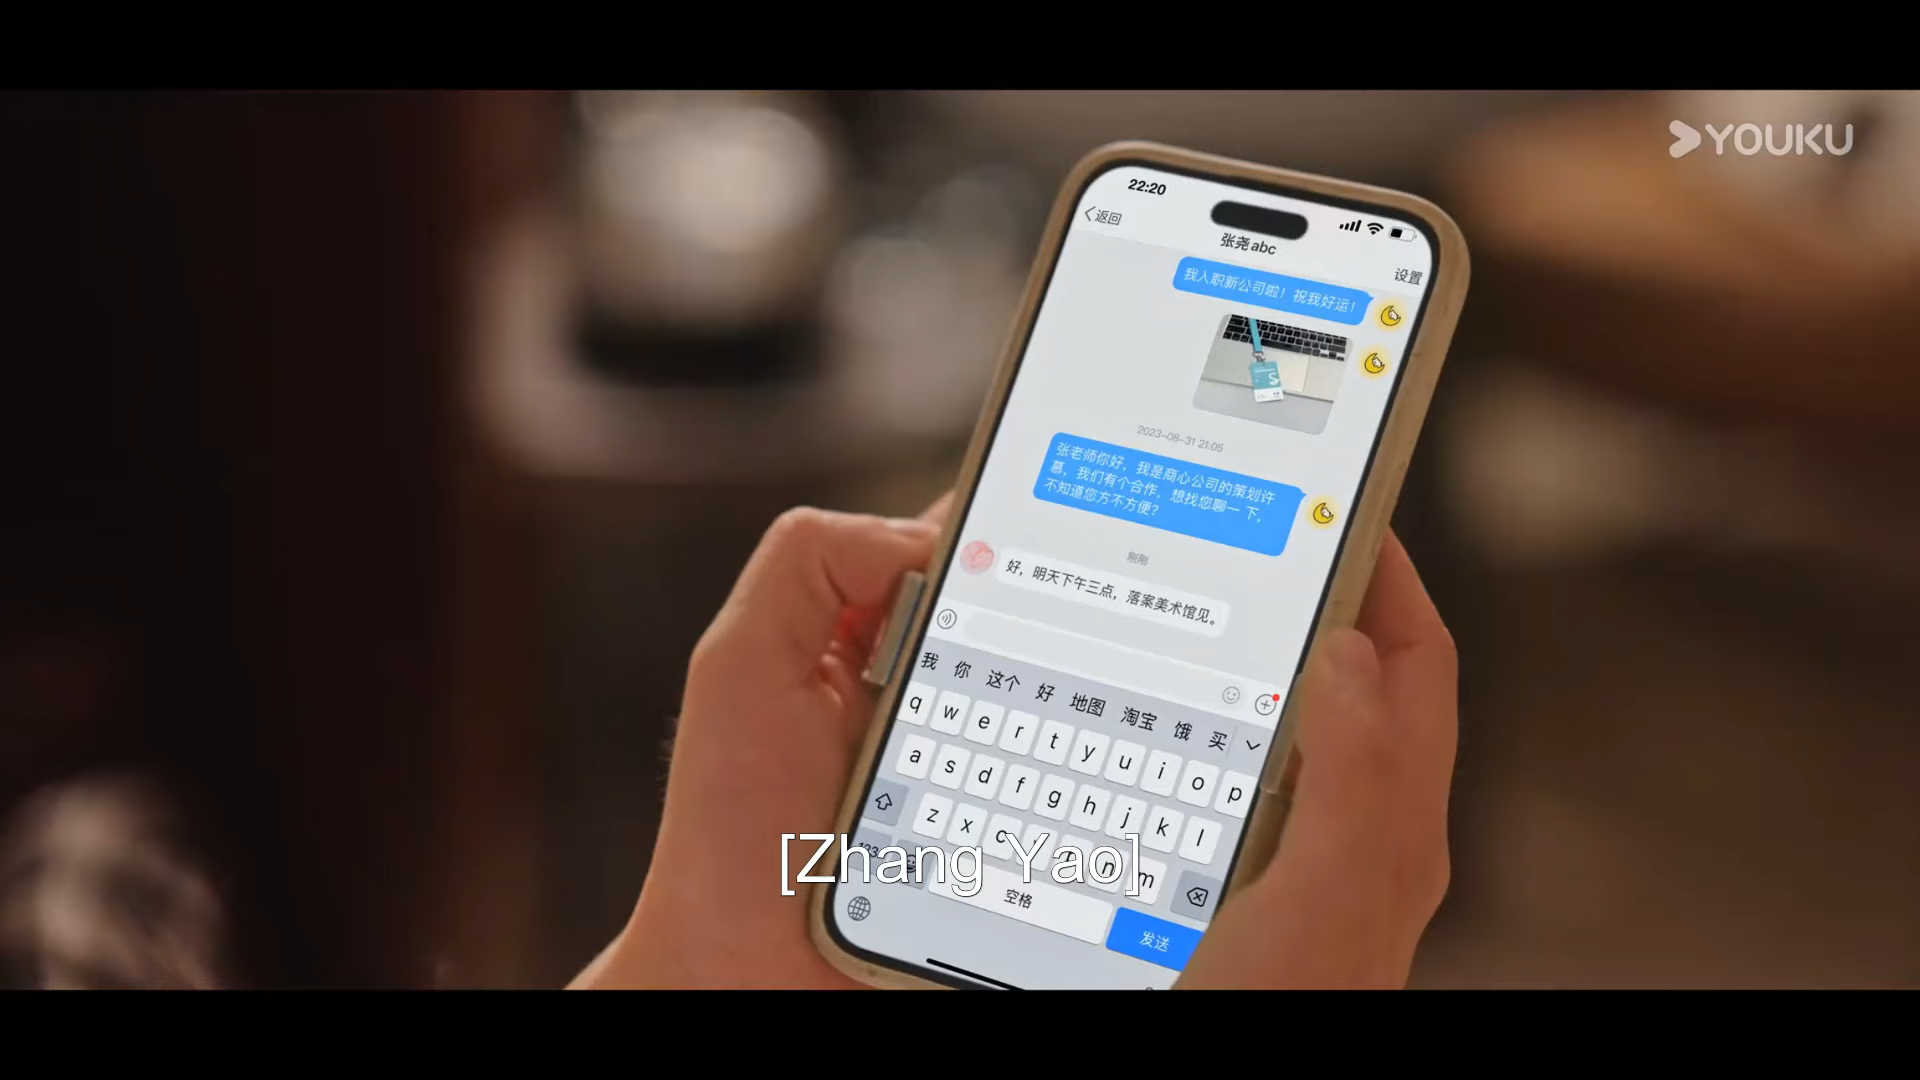 YOUKU
22:20
返回
张尧abc
设置
我入职新公司啦！祝我好运！
2023-08-31 21:05
张老师你好，我是商心公司的策划许
慕，我们有个合作，想找您聊一 下，
不知道您方不方便？
刚刚
好，明天下午三点，落案美术馆见。
我 你 这个 好 地图 淘宝 饿 买
q w e r t y u i o p
a s d f g h j k l
z x c n m
123
[Zhang Yao]
空格
发送